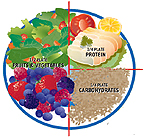 1/2 PLATE
FRUITS & VEGETABLES
1/4 PLATE
PROTEIN
1/4 PLATE
CARBOHYDRATES